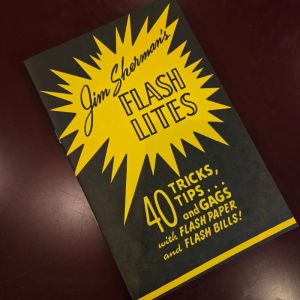 Jim Sherman's
FLASH
LITES
40 TRICKS,
TIPS...
and GAGS
with FLASH PAPER
and FLASH BILLS!